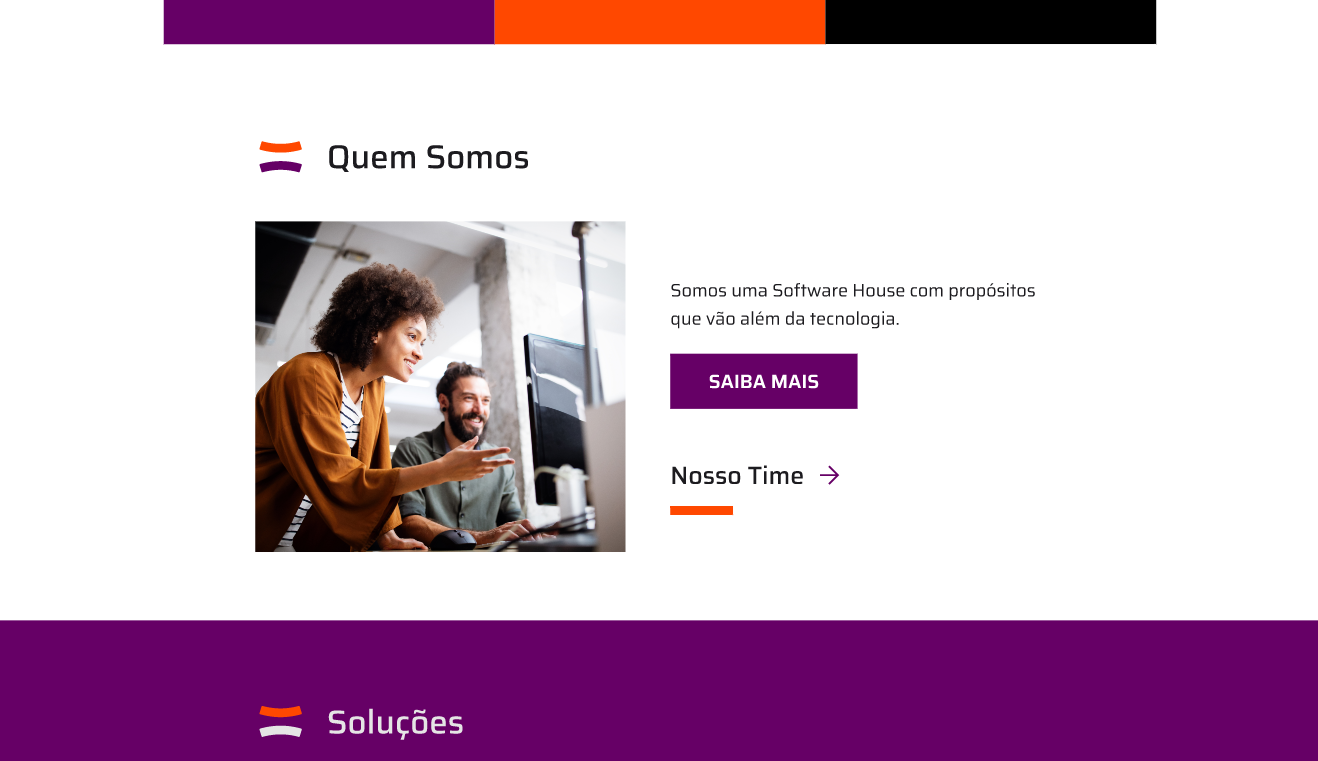 Quem Somos
Somos uma Software House com propósitos
que vão além da tecnologia.
SAIBA MAIS
Nosso Time
Soluções